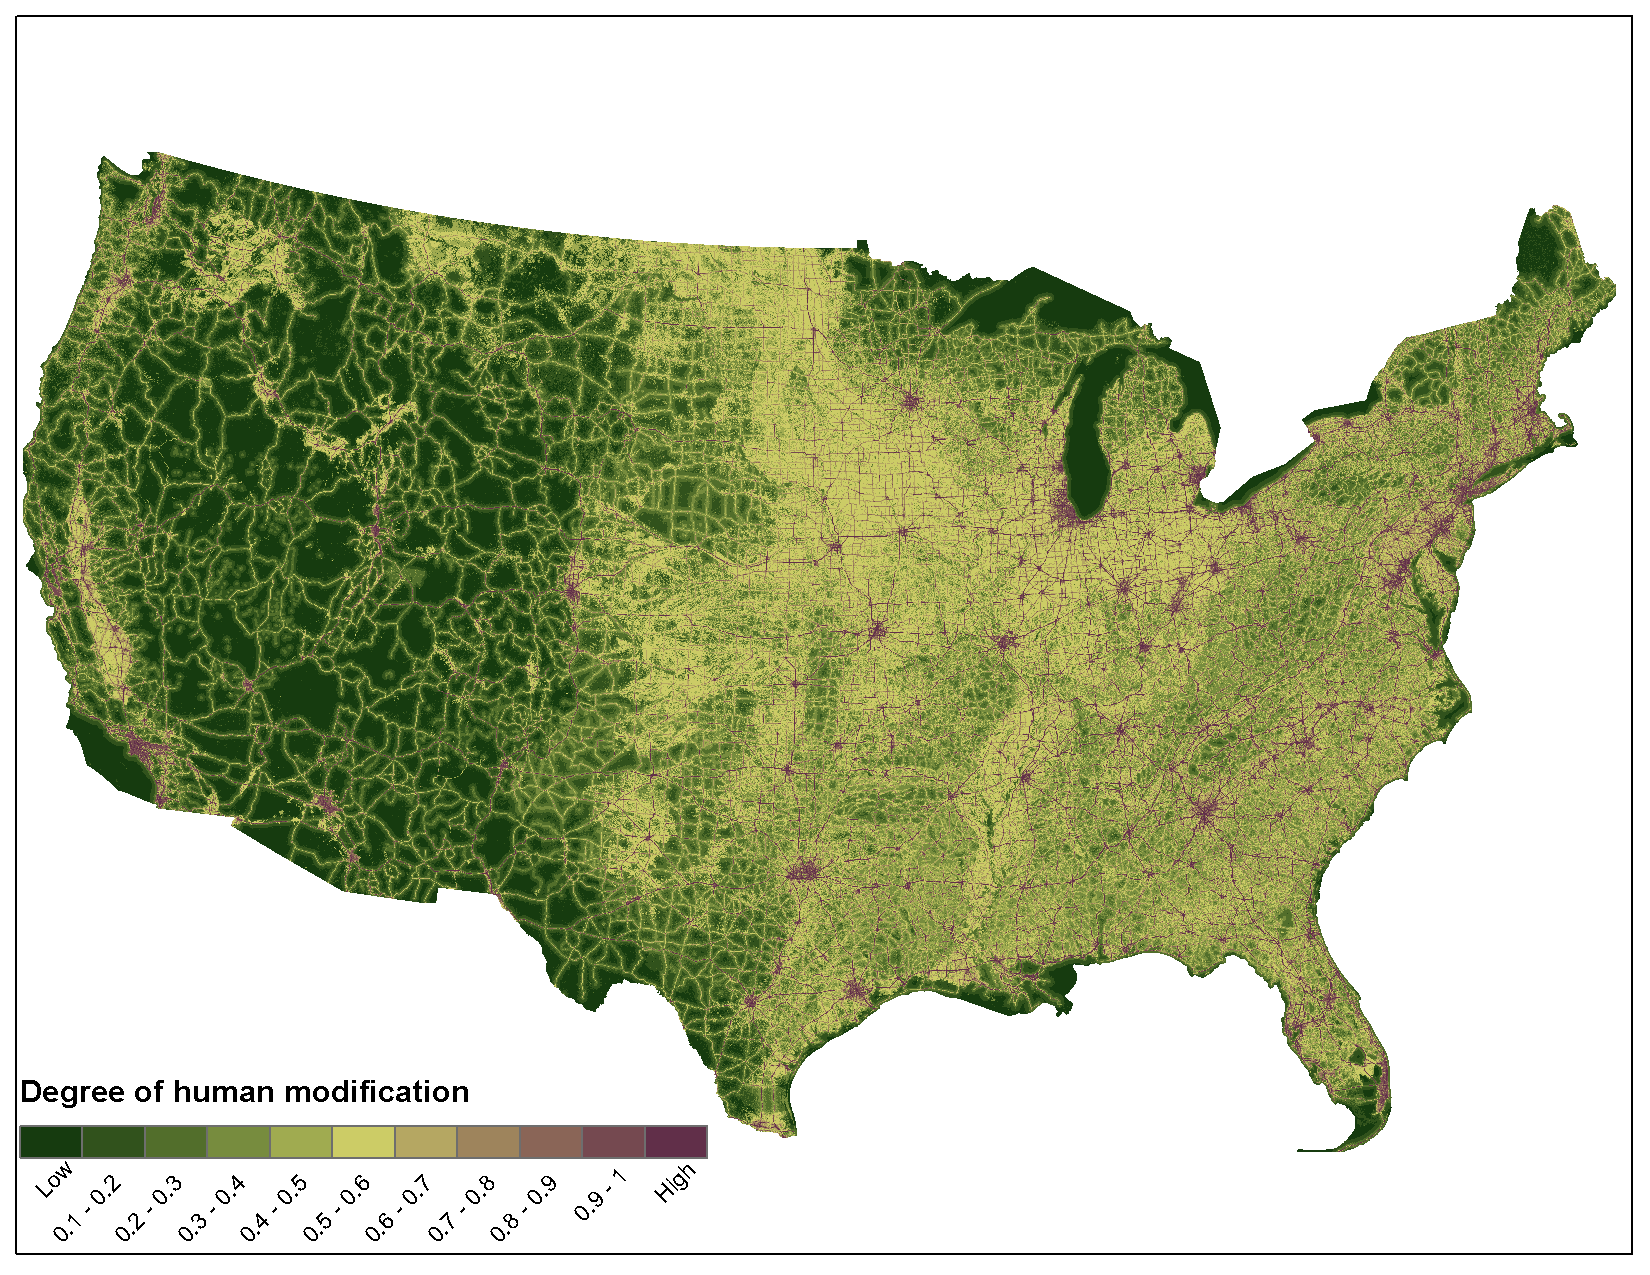 Degree of human modification
Low
0.1 - 0.2
0.2 - 0.3
0.3 - 0.4
0.4 - 0.5
0.5 - 0.6
0.6 - 0.7
0.7 - 0.8
0.8 - 0.9
0.9 - 1
High